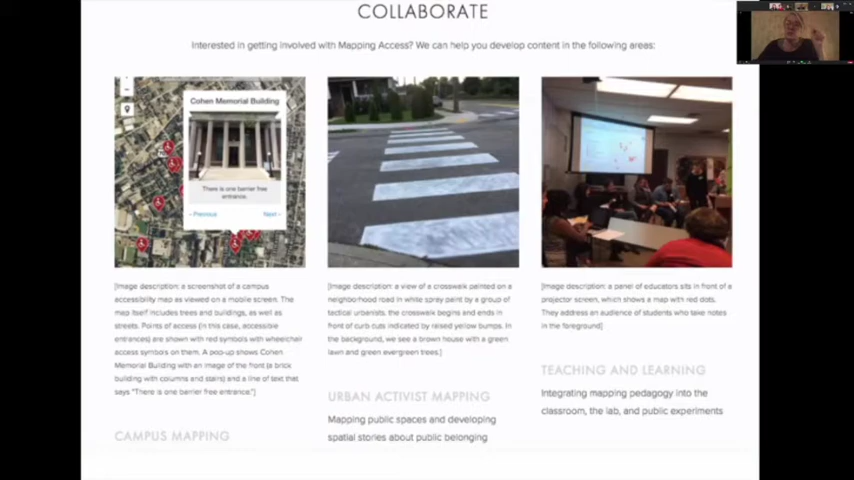 COLLABORATE
Interested in getting involved with Mapping Access? We can help you develop content in the following areas:
Cohen Memorial Building
There is one barrier free
entrance.
‹ Previous
Next ›
[Image description: a screenshot of a campus
accessibility map as viewed on a mobile screen. The
map itself includes trees and buildings, as well as
streets. Points of access (in this case, accessible
entrances) are shown with red symbols with wheelchair
access symbols on them. A pop-up shows Cohen
Memorial Building with an image of the front (a brick
building with columns and stairs) and a line of text that
says "There is one barrier free entrance."]
CAMPUS MAPPING
[Image description: a view of a crosswalk painted on a
neighborhood road in white spray paint by a group of
tactical urbanists. the crosswalk begins and ends in
front of curb cuts indicated by raised yellow bumps. In
the background, we see a brown house with a green
lawn and green evergreen trees.]
URBAN ACTIVIST MAPPING
Mapping public spaces and developing
spatial stories about public belonging
[Image description: a panel of educators sits in front of a
projector screen, which shows a map with red dots.
They address an audience of students who take notes
in the foreground]
TEACHING AND LEARNING
Integrating mapping pedagogy into the
classroom, the lab, and public experiments